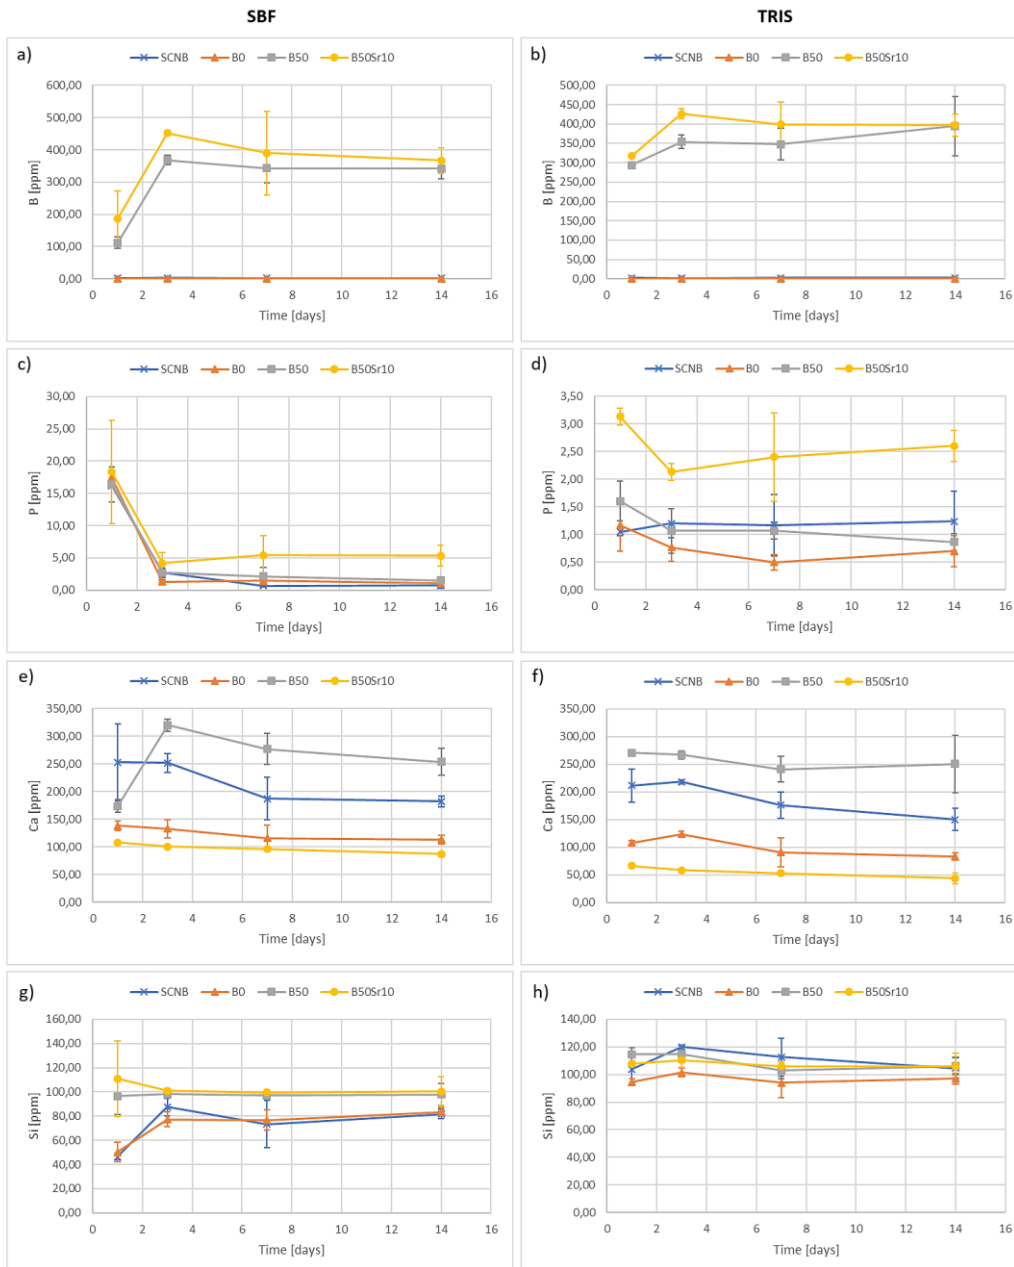 SBF
TRIS
a)
SCNB B0 B50 B50Sr10
600,00
500,00
400,00
300,00
200,00
100,00
0,00
B [ppm]
0 2 4 6 8 10 12 14 16
Time [days]
b)
SCNB B0 B50 B50Sr10
500,00
450,00
400,00
350,00
300,00
250,00
200,00
150,00
100,00
50,00
0,00
B [ppm]
0 2 4 6 8 10 12 14 16
Time [days]
c)
SCNB B0 B50 B50Sr10
30,00
25,00
20,00
15,00
10,00
5,00
0,00
P [ppm]
0 2 4 6 8 10 12 14 16
Time [days]
d)
SCNB B0 B50 B50Sr10
3,50
3,00
2,50
2,00
1,50
1,00
0,50
0,00
P [ppm]
0 2 4 6 8 10 12 14 16
Time [days]
e)
SCNB B0 B50 B50Sr10
350,00
300,00
250,00
200,00
150,00
100,00
50,00
0,00
Ca [ppm]
0 2 4 6 8 10 12 14 16
Time [days]
f)
SCNB B0 B50 B50Sr10
350,00
300,00
250,00
200,00
150,00
100,00
50,00
0,00
Ca [ppm]
0 2 4 6 8 10 12 14 16
Time [days]
g)
SCNB B0 B50 B50Sr10
160,00
140,00
120,00
100,00
80,00
60,00
40,00
20,00
0,00
Si [ppm]
0 2 4 6 8 10 12 14 16
Time [days]
h)
SCNB B0 B50 B50Sr10
140,00
120,00
100,00
80,00
60,00
40,00
20,00
0,00
Si [ppm]
0 2 4 6 8 10 12 14 16
Time [days]